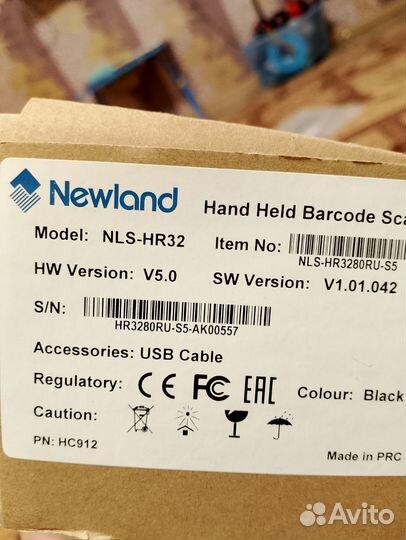 Newland
Hand Held Barcode Sca
Model: NLS-HR32
Item No:
NLS-HR3280RU-S5
HW Version: V5.0
SW Version: V1.01.042
S/N:
HR3280RU-S5-AK00557
Accessories: USB Cable
Regulatory: CE FC EAC
Colour: Black
Caution:
PN: HC912
Made in PRC
Avito